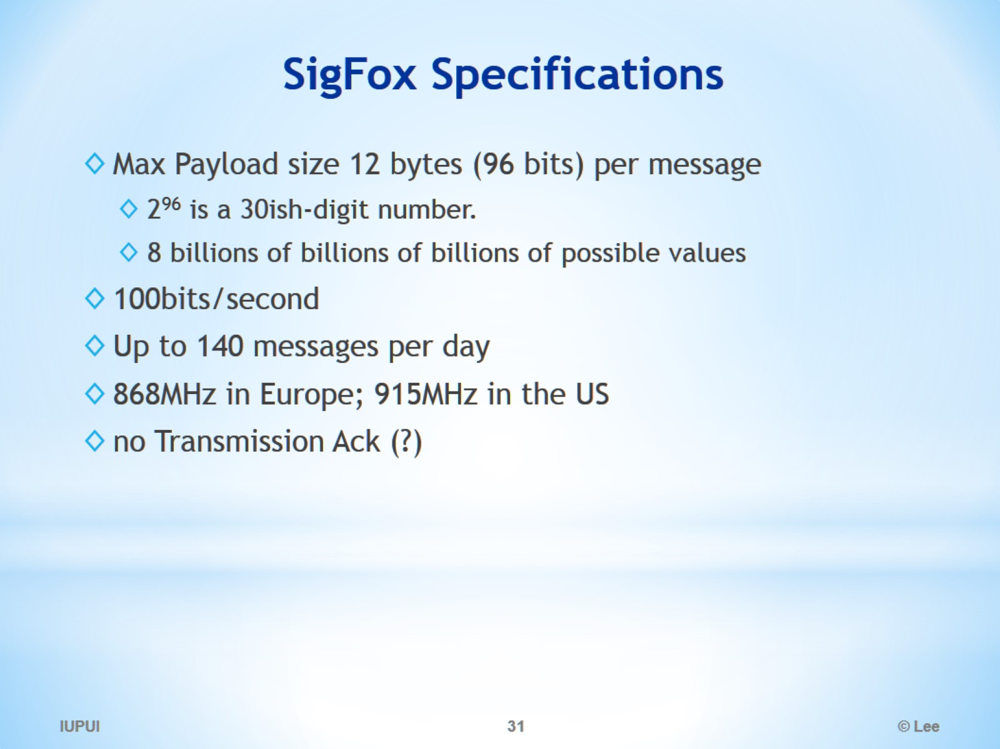 SigFox Specifications
Max Payload size 12 bytes (96 bits) per message
2⁹⁶ is a 30ish-digit number.
8 billions of billions of billions of possible values
100bits/second
Up to 140 messages per day
868MHz in Europe; 915MHz in the US
no Transmission Ack (?)
IUPUI 31 © Lee